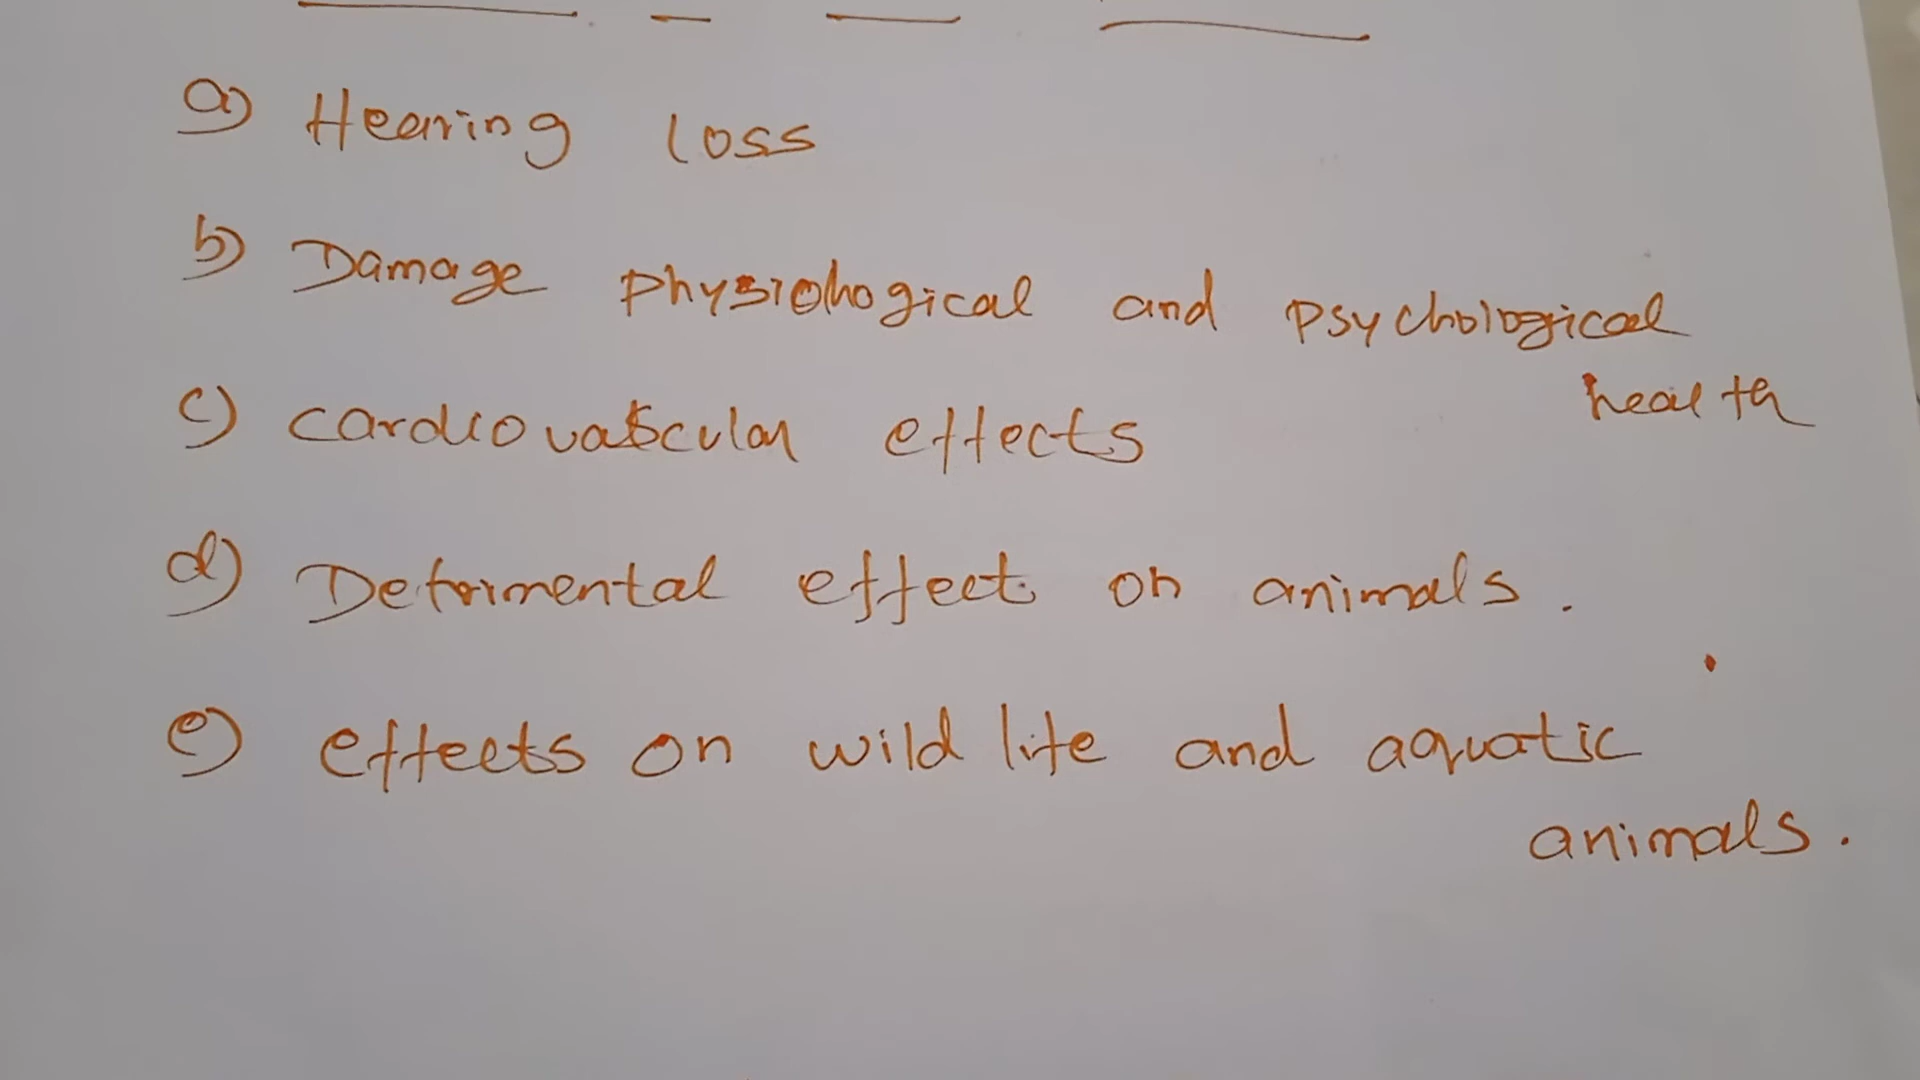 a) Hearing loss
b) Damage physiological and psychological
health
c) cardiovascular effects
d) Detrimental effect on animals.
e) effects on wild life and aquatic
animals.